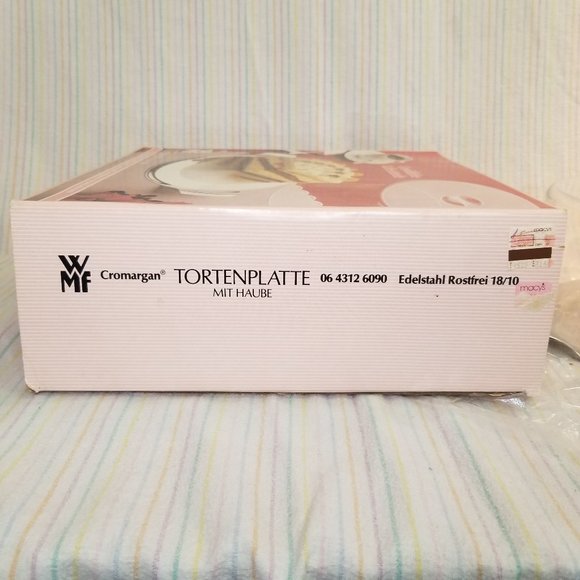 WMF Cromargan® TORTENPLATTE 06 4312 6090 Edelstahl Rostfrei 18/10
MIT HAUBE
macy's